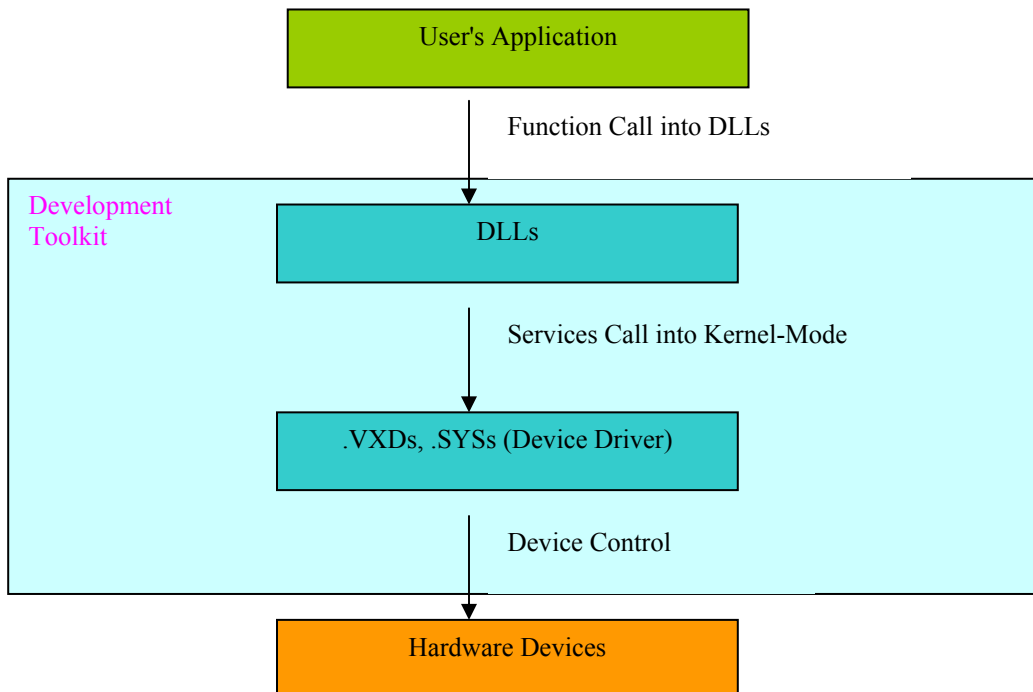 User's Application
Function Call into DLLs
Development
Toolkit
DLLs
Services Call into Kernel-Mode
.VXDs, .SYSs (Device Driver)
Device Control
Hardware Devices